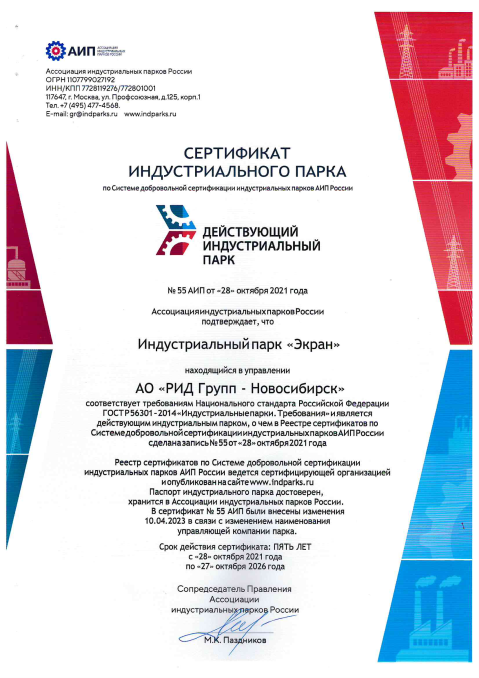 АИП АССОЦИАЦИЯ
ИНДУСТРИАЛЬНЫХ
ПАРКОВ РОССИИ
Ассоциация индустриальных парков России
ОГРН 1107799027192
ИНН/КПП 7728119276/772801001
117647, г. Москва, ул. Профсоюзная, д.125, корп.1
Тел. +7 (495) 477-4568.
E-mail: gr@indparks.ru www.indparks.ru
СЕРТИФИКАТ
ИНДУСТРИАЛЬНОГО ПАРКА
по Системе добровольной сертификации индустриальных парков АИП России
ДЕЙСТВУЮЩИЙ
ИНДУСТРИАЛЬНЫЙ
ПАРК
№ 55 АИП от «28» октября 2021 года
Ассоциация индустриальных парков России
подтверждает, что
Индустриальный парк «Экран»
находящийся в управлении
АО «РИД Групп - Новосибирск»
соответствует требованиям Национального стандарта Российской Федерации
ГОСТ Р 56301 - 2014 «Индустриальные парки. Требования» и является
действующим индустриальным парком, о чем в Реестре сертификатов по
Системе добровольной сертификации индустриальных парков АИП России
сделана запись № 55 от «28» октября 2021 года
Реестр сертификатов по Системе добровольной сертификации
индустриальных парков АИП России ведется сертифицирующей организацией
и опубликован на сайте www.indparks.ru
Паспорт индустриального парка достоверен,
хранится в Ассоциации индустриальных парков России.
В сертификат № 55 АИП были внесены изменения
10.04.2023 в связи с изменением наименования
управляющей компании парка.
Срок действия сертификата: ПЯТЬ ЛЕТ
с «28» октября 2021 года
по «27» октября 2026 года
Сопредседатель Правления
Ассоциации
индустриальных парков России
М.К. Паздников